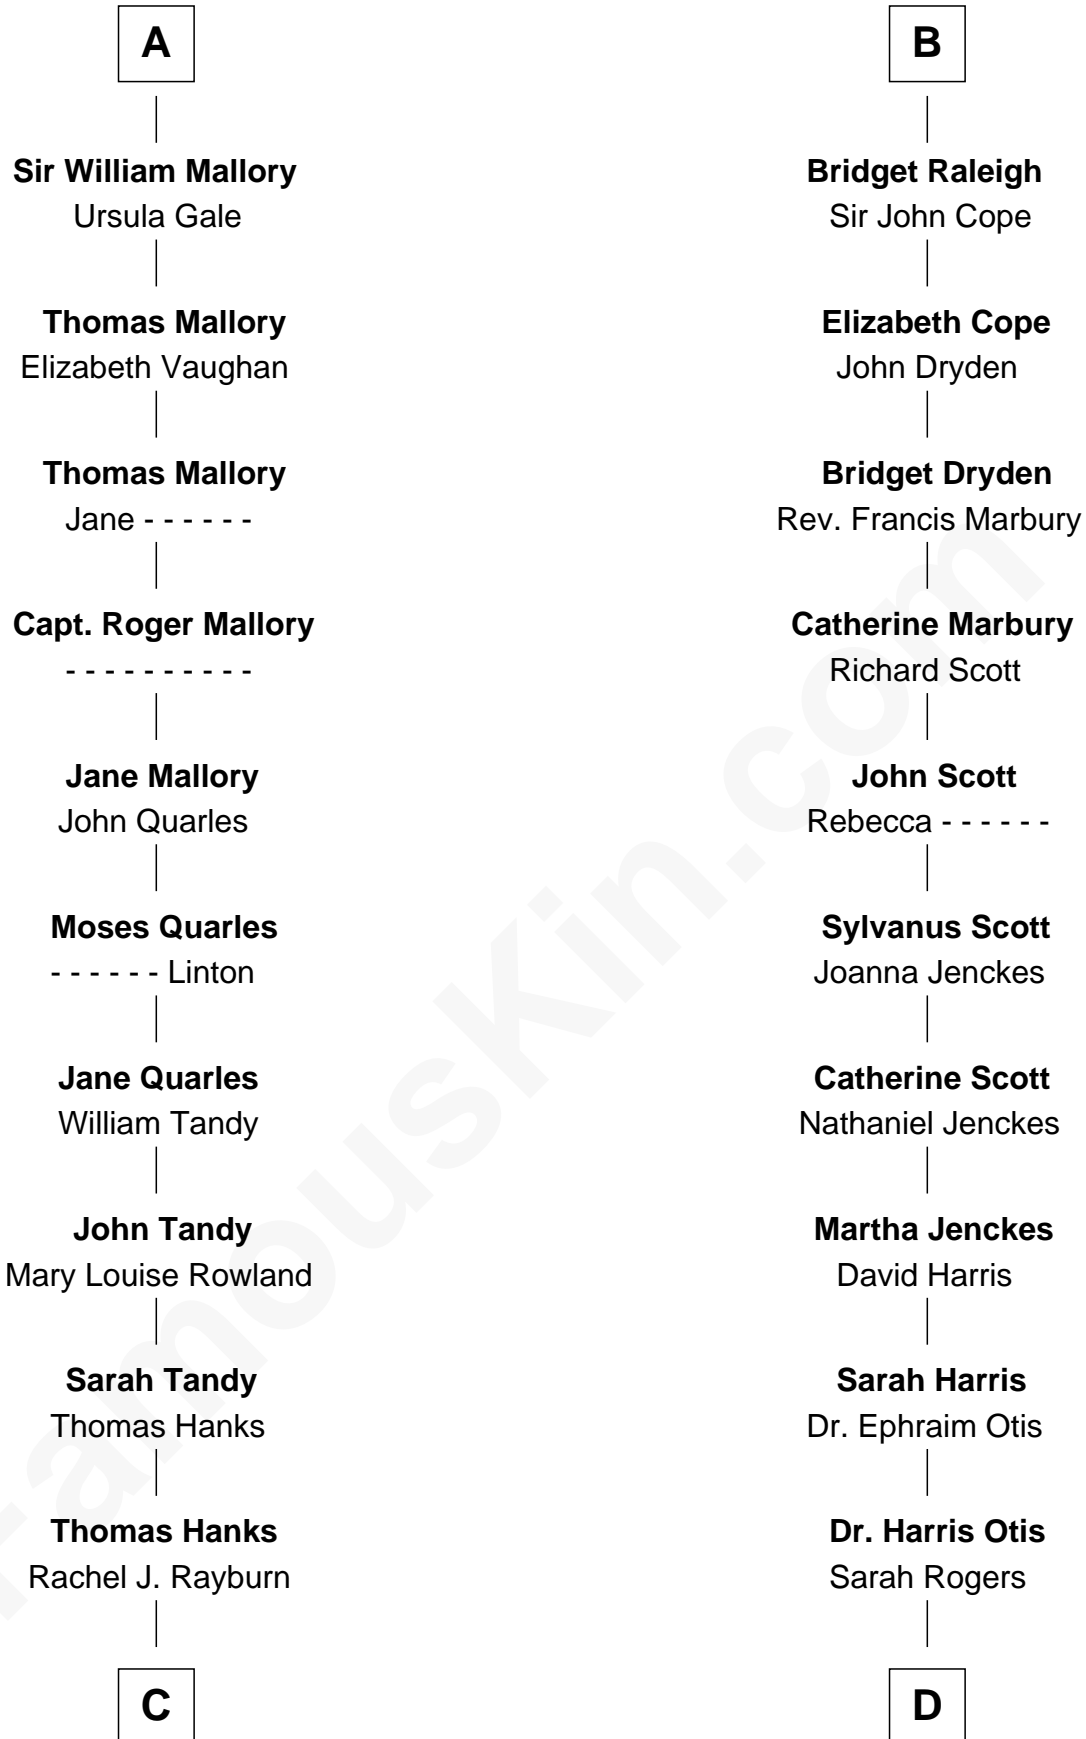 A
Sir William Mallory
Ursula Gale
Thomas Mallory
Elizabeth Vaughan
Thomas Mallory
Jane - - - - - -
Capt. Roger Mallory
- - - - - - - - - -
Jane Mallory
John Quarles
Moses Quarles
- - - - - - Linton
Jane Quarles
William Tandy
John Tandy
Mary Louise Rowland
Sarah Tandy
Thomas Hanks
Thomas Hanks
Rachel J. Rayburn
C
B
Bridget Raleigh
Sir John Cope
Elizabeth Cope
John Dryden
Bridget Dryden
Rev. Francis Marbury
Catherine Marbury
Richard Scott
John Scott
Rebecca - - - - - -
Sylvanus Scott
Joanna Jenckes
Catherine Scott
Nathaniel Jenckes
Martha Jenckes
David Harris
Sarah Harris
Dr. Ephraim Otis
Dr. Harris Otis
Sarah Rogers
D
FamousKin.com